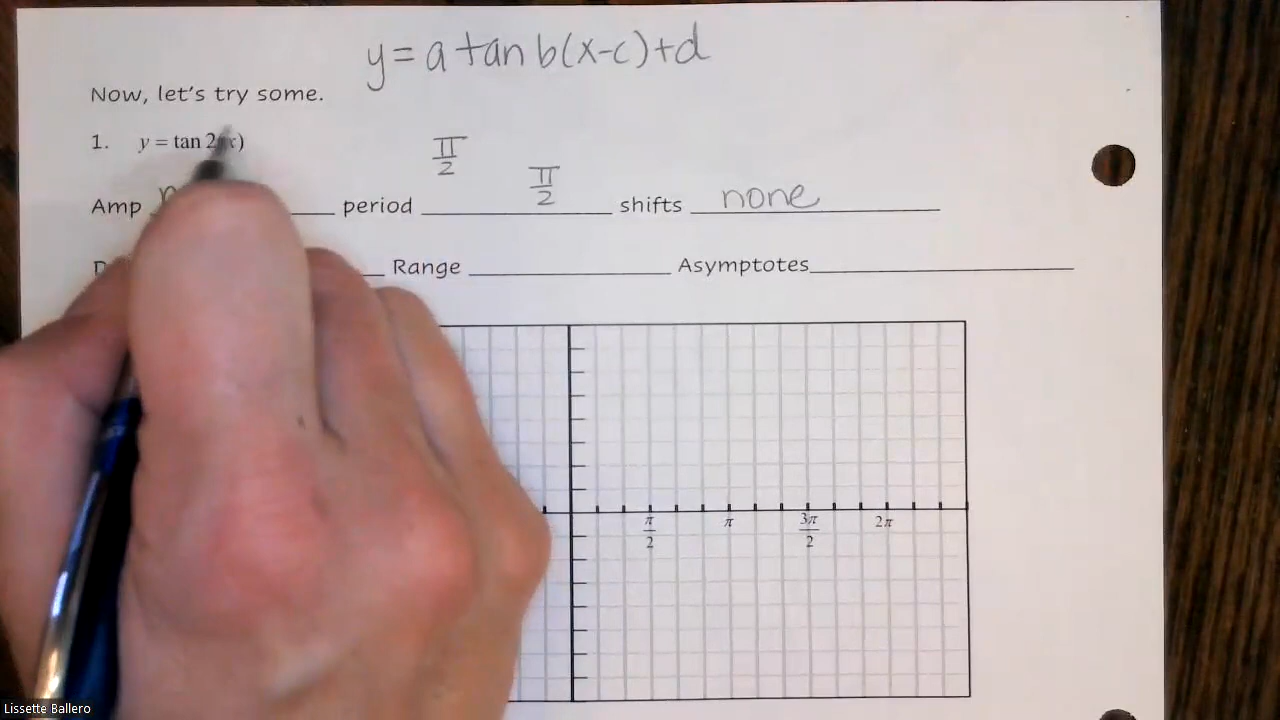 y = a tan b(x-c)+d
Now, let's try some.
1. y = tan 2(x)
π/2
π/2
Amp period shifts none
Range Asymptotes
π/2 π 3π/2 2π
Lissette Ballero